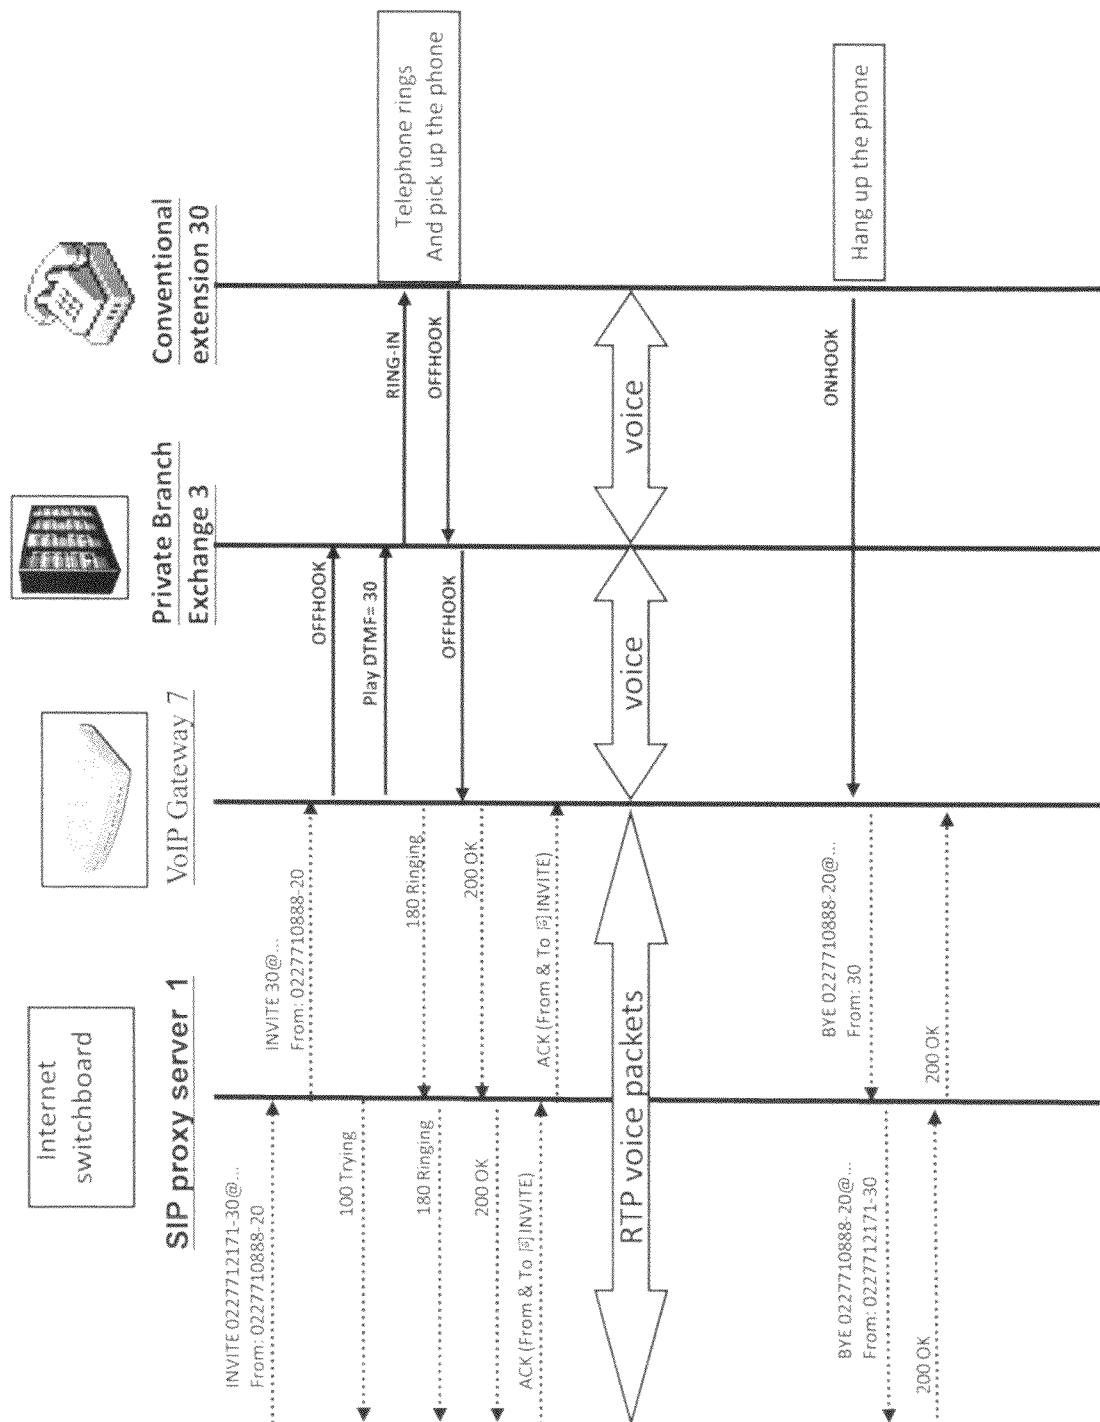 Internet
switchboard
SIP proxy server 1
VoIP Gateway 7
Private Branch
Exchange 3
Conventional
extension 30
INVITE 0227712171-30@...
From: 0227710888-20
INVITE 30@...
From: 0227710888-20
OFFHOOK
100 Trying
Play DTMF= 30
RING-IN
Telephone rings
And pick up the phone
180 Ringing
180 Ringing
OFFHOOK
OFFHOOK
200 OK
200 OK
ACK (From & To 同 INVITE)
ACK (From & To 同 INVITE)
RTP voice packets
voice
voice
Hang up the phone
ONHOOK
BYE 0227710888-20@...
From: 30
BYE 0227710888-20@...
From: 0227712171-30
200 OK
200 OK